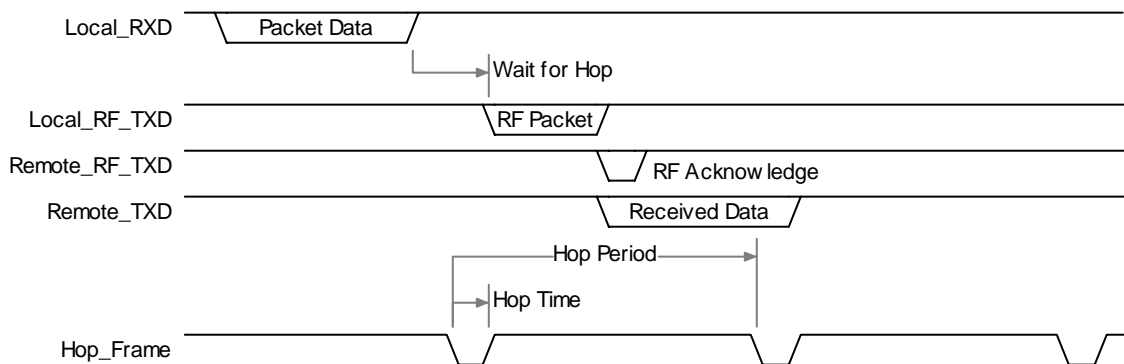 Local_RXD
Packet Data
Wait for Hop
Local_RF_TXD
RF Packet
Remote_RF_TXD
RF Acknow ledge
Remote_TXD
Received Data
Hop Period
Hop Time
Hop_Frame